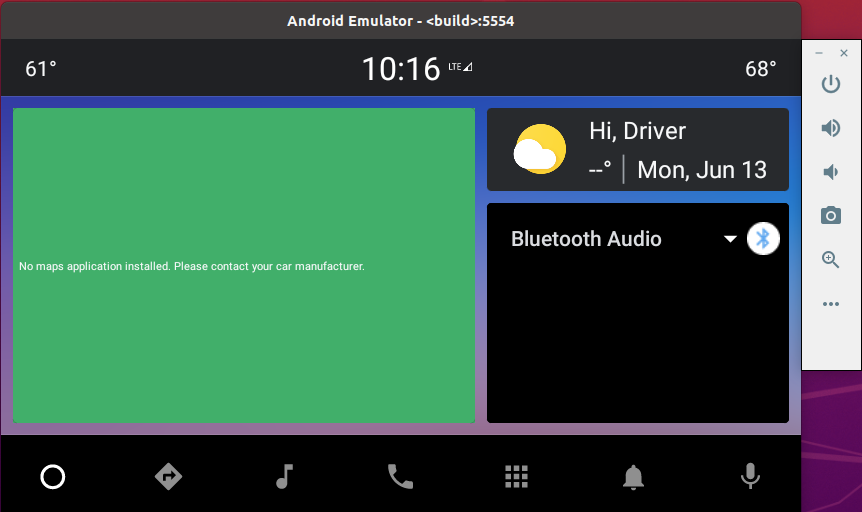 Android Emulator - <build>:5554
61°
10:16 LTE
68°
No maps application installed. Please contact your car manufacturer.
Hi, Driver
--° Mon, Jun 13
Bluetooth Audio